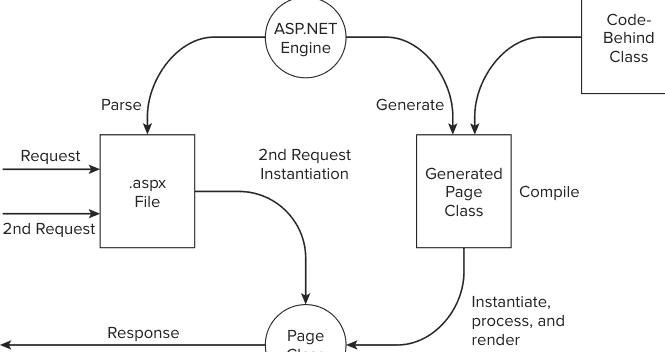 ASP.NET
Engine
Code-
Behind
Class
Parse
Generate
Request
2nd Request
.aspx
File
2nd Request
Instantiation
Generated
Page
Class
Compile
Instantiate,
process, and
render
Response
Page
Class